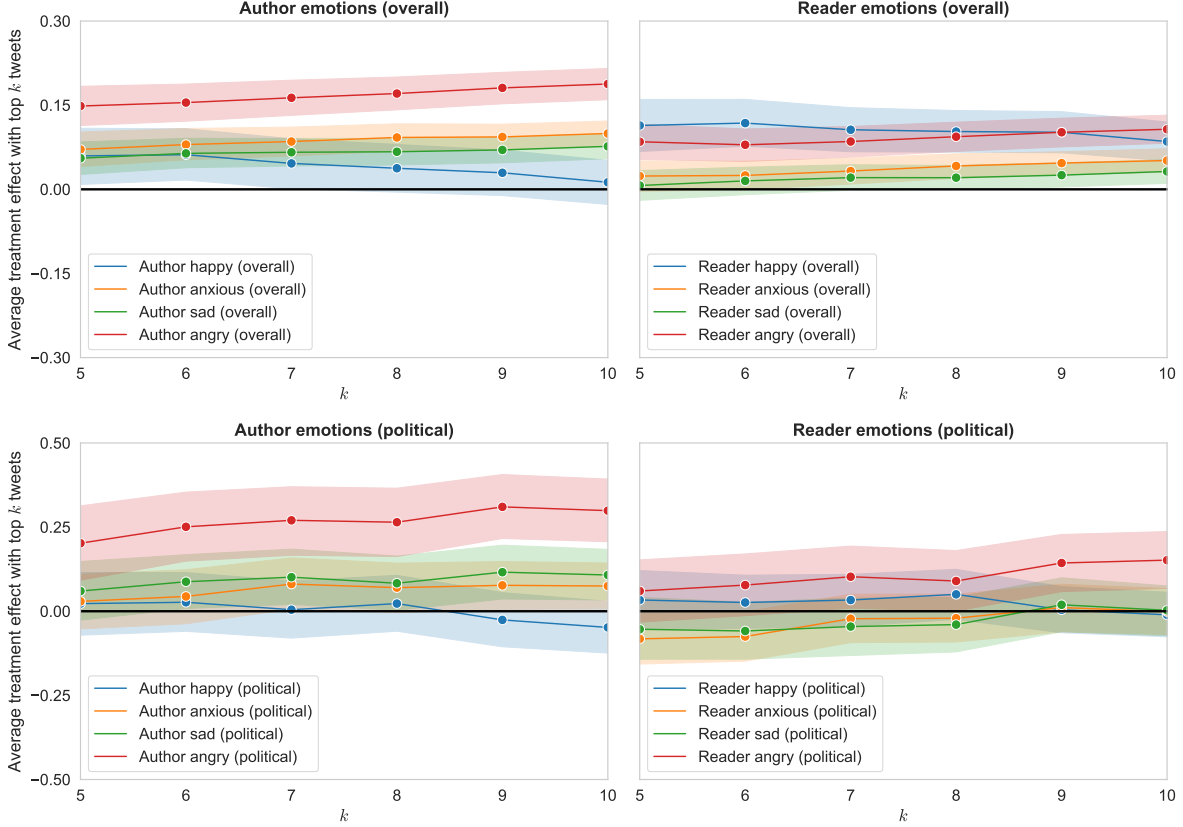 Author emotions (overall)
Average treatment effect with top k tweets
0.30
0.15
0.00
−0.15
−0.30
Author happy (overall)
Author anxious (overall)
Author sad (overall)
Author angry (overall)
5 6 7 8 9 10
k
Reader emotions (overall)
Reader happy (overall)
Reader anxious (overall)
Reader sad (overall)
Reader angry (overall)
5 6 7 8 9 10
k
Author emotions (political)
Average treatment effect with top k tweets
0.50
0.25
0.00
−0.25
−0.50
Author happy (political)
Author anxious (political)
Author sad (political)
Author angry (political)
5 6 7 8 9 10
k
Reader emotions (political)
Reader happy (political)
Reader anxious (political)
Reader sad (political)
Reader angry (political)
5 6 7 8 9 10
k